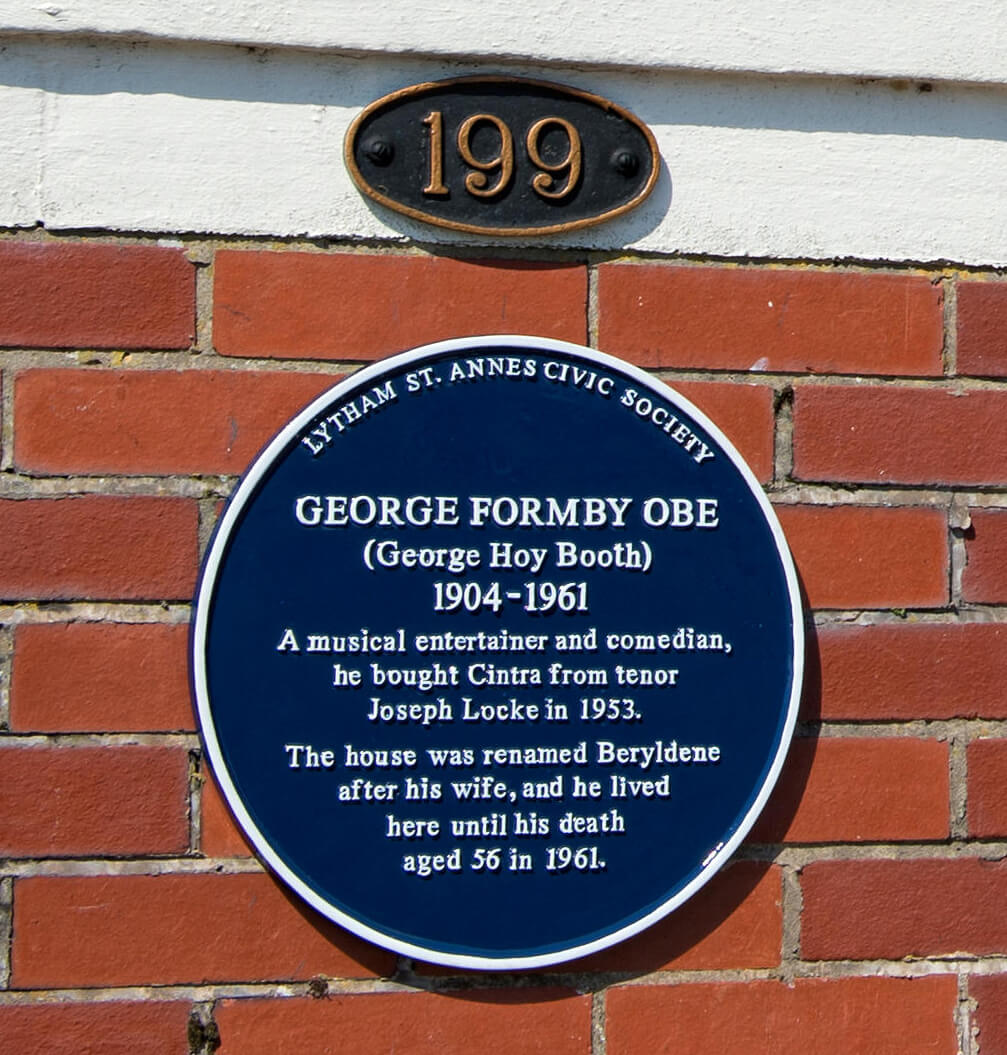 199
LYTHAM ST. ANNES CIVIC SOCIETY
GEORGE FORMBY OBE
(George Hoy Booth)
1904-1961
A musical entertainer and comedian,
he bought Cintra from tenor
Joseph Locke in 1953.
The house was renamed Beryldene
after his wife, and he lived
here until his death
aged 56 in 1961.